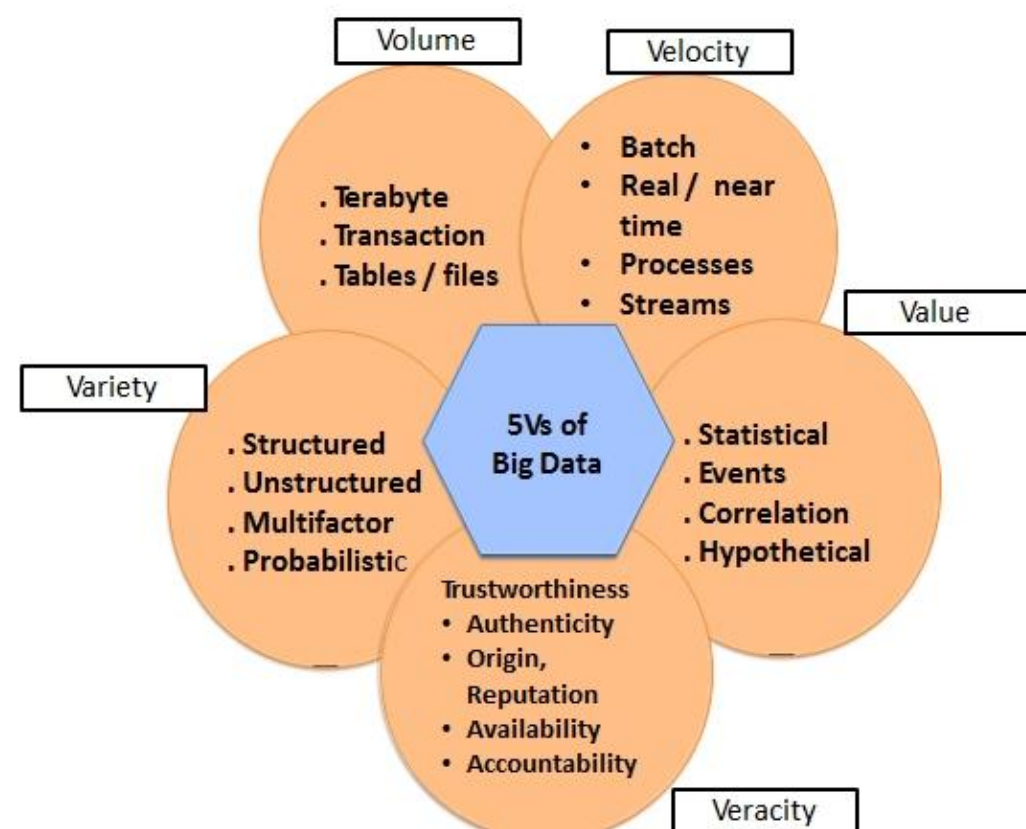 Volume
. Terabyte
. Transaction
. Tables / files
Velocity
• Batch
• Real / near
time
• Processes
• Streams
Value
. Statistical
. Events
. Correlation
. Hypothetical
Variety
. Structured
. Unstructured
. Multifactor
. Probabilistic
5Vs of
Big Data
Trustworthiness
• Authenticity
• Origin,
Reputation
• Availability
• Accountability
Veracity